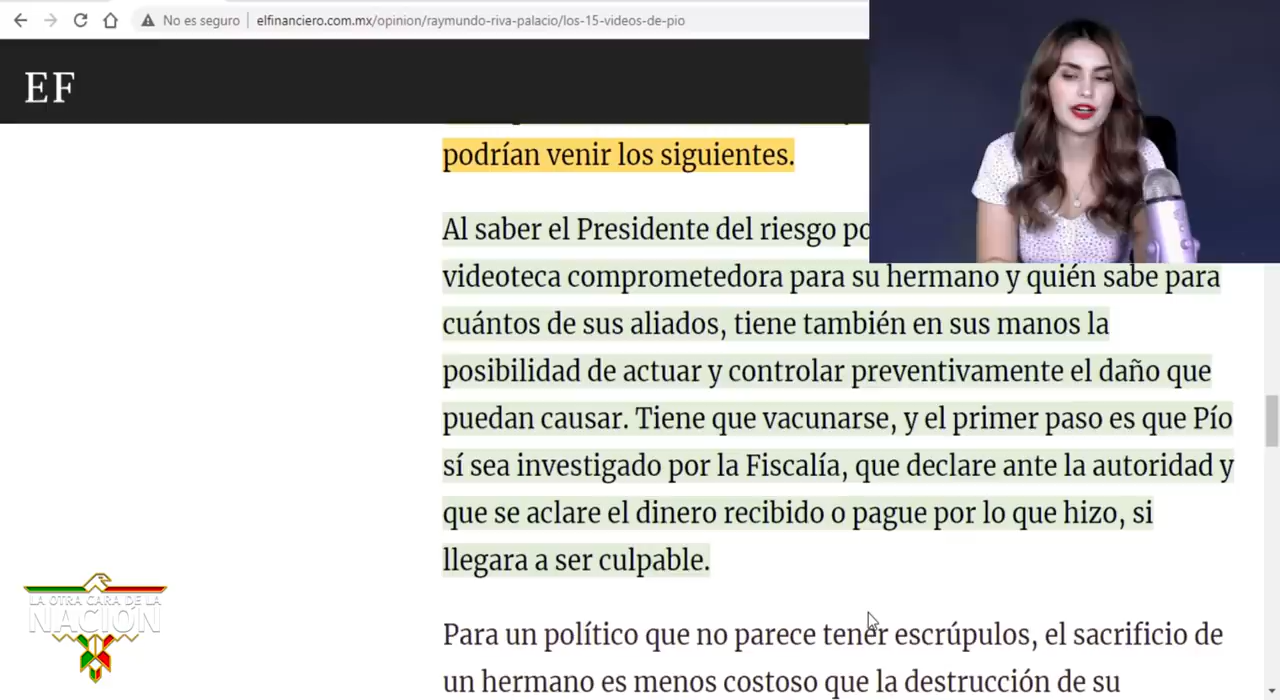 No es seguro
elfinanciero.com.mx/opinion/raymundo-riva-palacio/los-15-videos-de-pio
EF
podrían venir los siguientes.
Al saber el Presidente del riesgo
videoteca comprometedora para su hermano y quién sabe para
cuántos de sus aliados, tiene también en sus manos la
posibilidad de actuar y controlar preventivamente el daño que
puedan causar. Tiene que vacunarse, y el primer paso es que Pío
sí sea investigado por la Fiscalía, que declare ante la autoridad y
que se aclare el dinero recibido o pague por lo que hizo, si
llegara a ser culpable.
Para un político que no parece tener escrúpulos, el sacrificio de
un hermano es menos costoso que la destrucción de su
LA OTRA CARA DE LA
NACIÓN